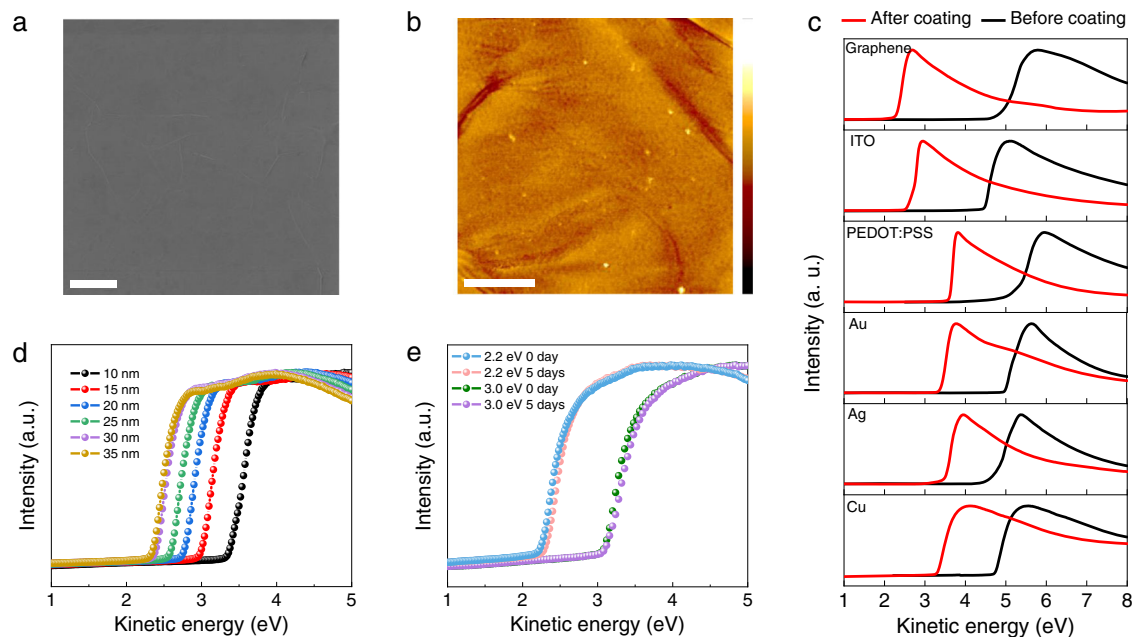 a
b
c
After coating
Before coating
Graphene
ITO
PEDOT:PSS
Au
Ag
Cu
Intensity (a. u.)
1 2 3 4 5 6 7 8
Kinetic energy (eV)
d
10 nm
15 nm
20 nm
25 nm
30 nm
35 nm
Intensity (a.u.)
1 2 3 4 5
Kinetic energy (eV)
e
2.2 eV 0 day
2.2 eV 5 days
3.0 eV 0 day
3.0 eV 5 days
Intensity (a.u.)
1 2 3 4 5
Kinetic energy (eV)